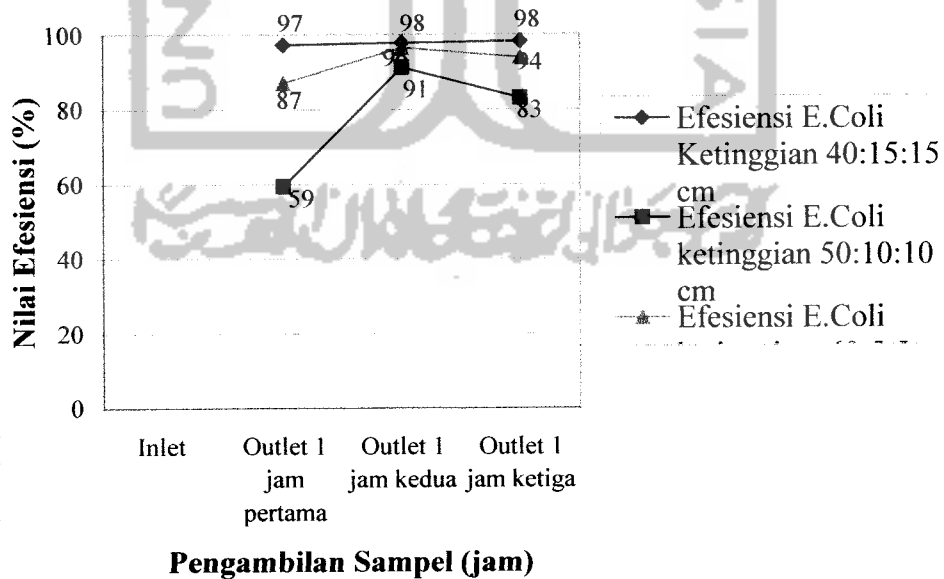 97
98
98
100
9
94
87
91
80
83
60
59
40
20
0
Nilai Efesiensi (%)
Inlet
Outlet 1 jam pertama
Outlet 1 jam kedua
Outlet 1 jam ketiga
Pengambilan Sampel (jam)
Efesiensi E.Coli
Ketinggian 40:15:15
cm
Efesiensi E.Coli
ketinggian 50:10:10
cm
Efesiensi E.Coli